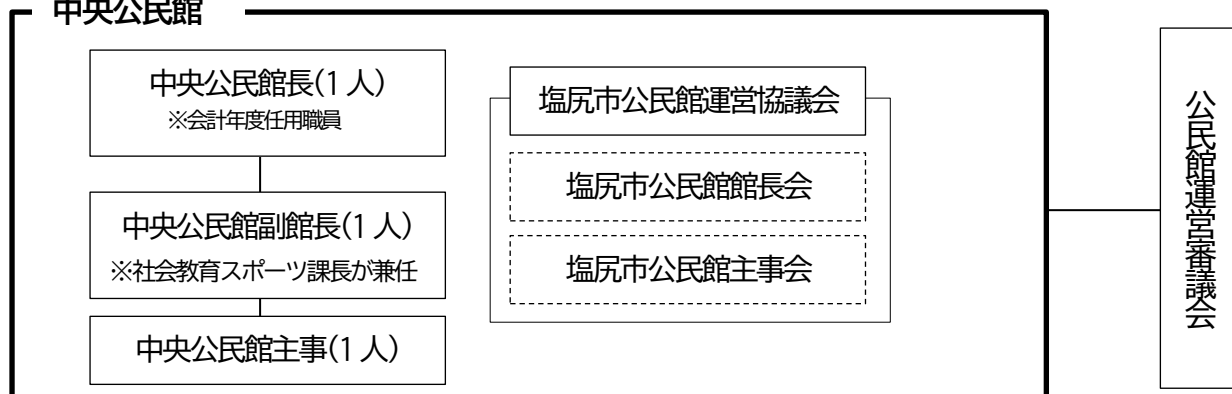 中央公民館
中央公民館長(1人)
※会計年度任用職員
中央公民館副館長(1人)
※社会教育スポーツ課長が兼任
中央公民館主事(1人)
塩尻市公民館運営協議会
塩尻市公民館館長会
塩尻市公民館主事会
公民館運営審議会